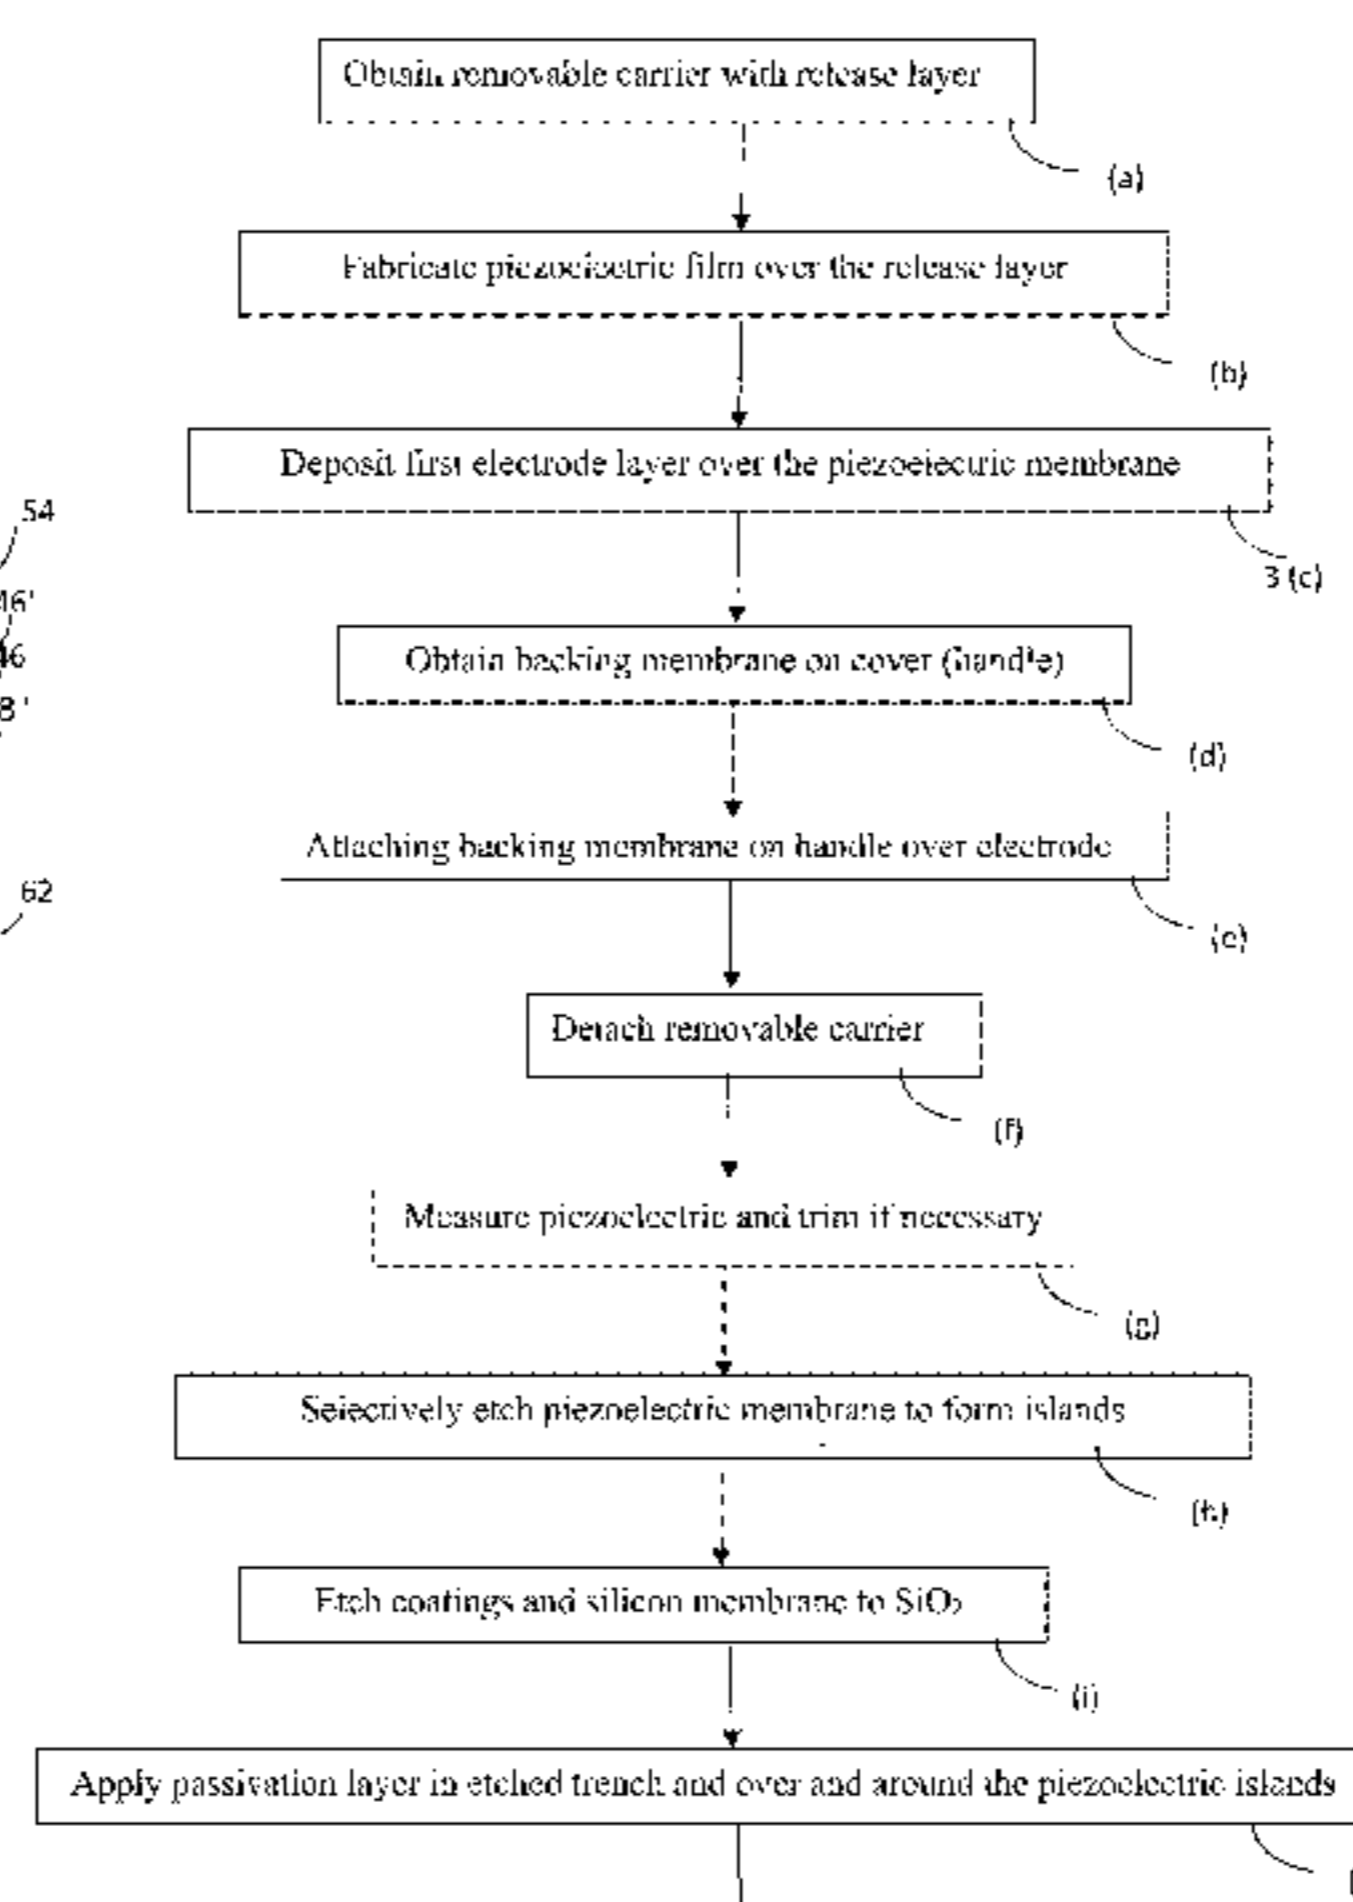 Obtain removable carrier with release layer
(a)
Fabricate piezoelectric film over the release layer
(b)
Deposit first electrode layer over the piezoelectric membrane
54
3 (c)
46'
Obtain backing membrane on cover (handle)
46
8'
(d)
Attaching backing membrane on handle over electrode
62
(e)
Detach removable carrier
(f)
Measure piezoelectric and trim if necessary
(g)
Selectively etch piezoelectric membrane to form islands
(h)
Etch coatings and silicon membrane to SiO₂
(i)
Apply passivation layer in etched trench and over and around the piezoelectric islands